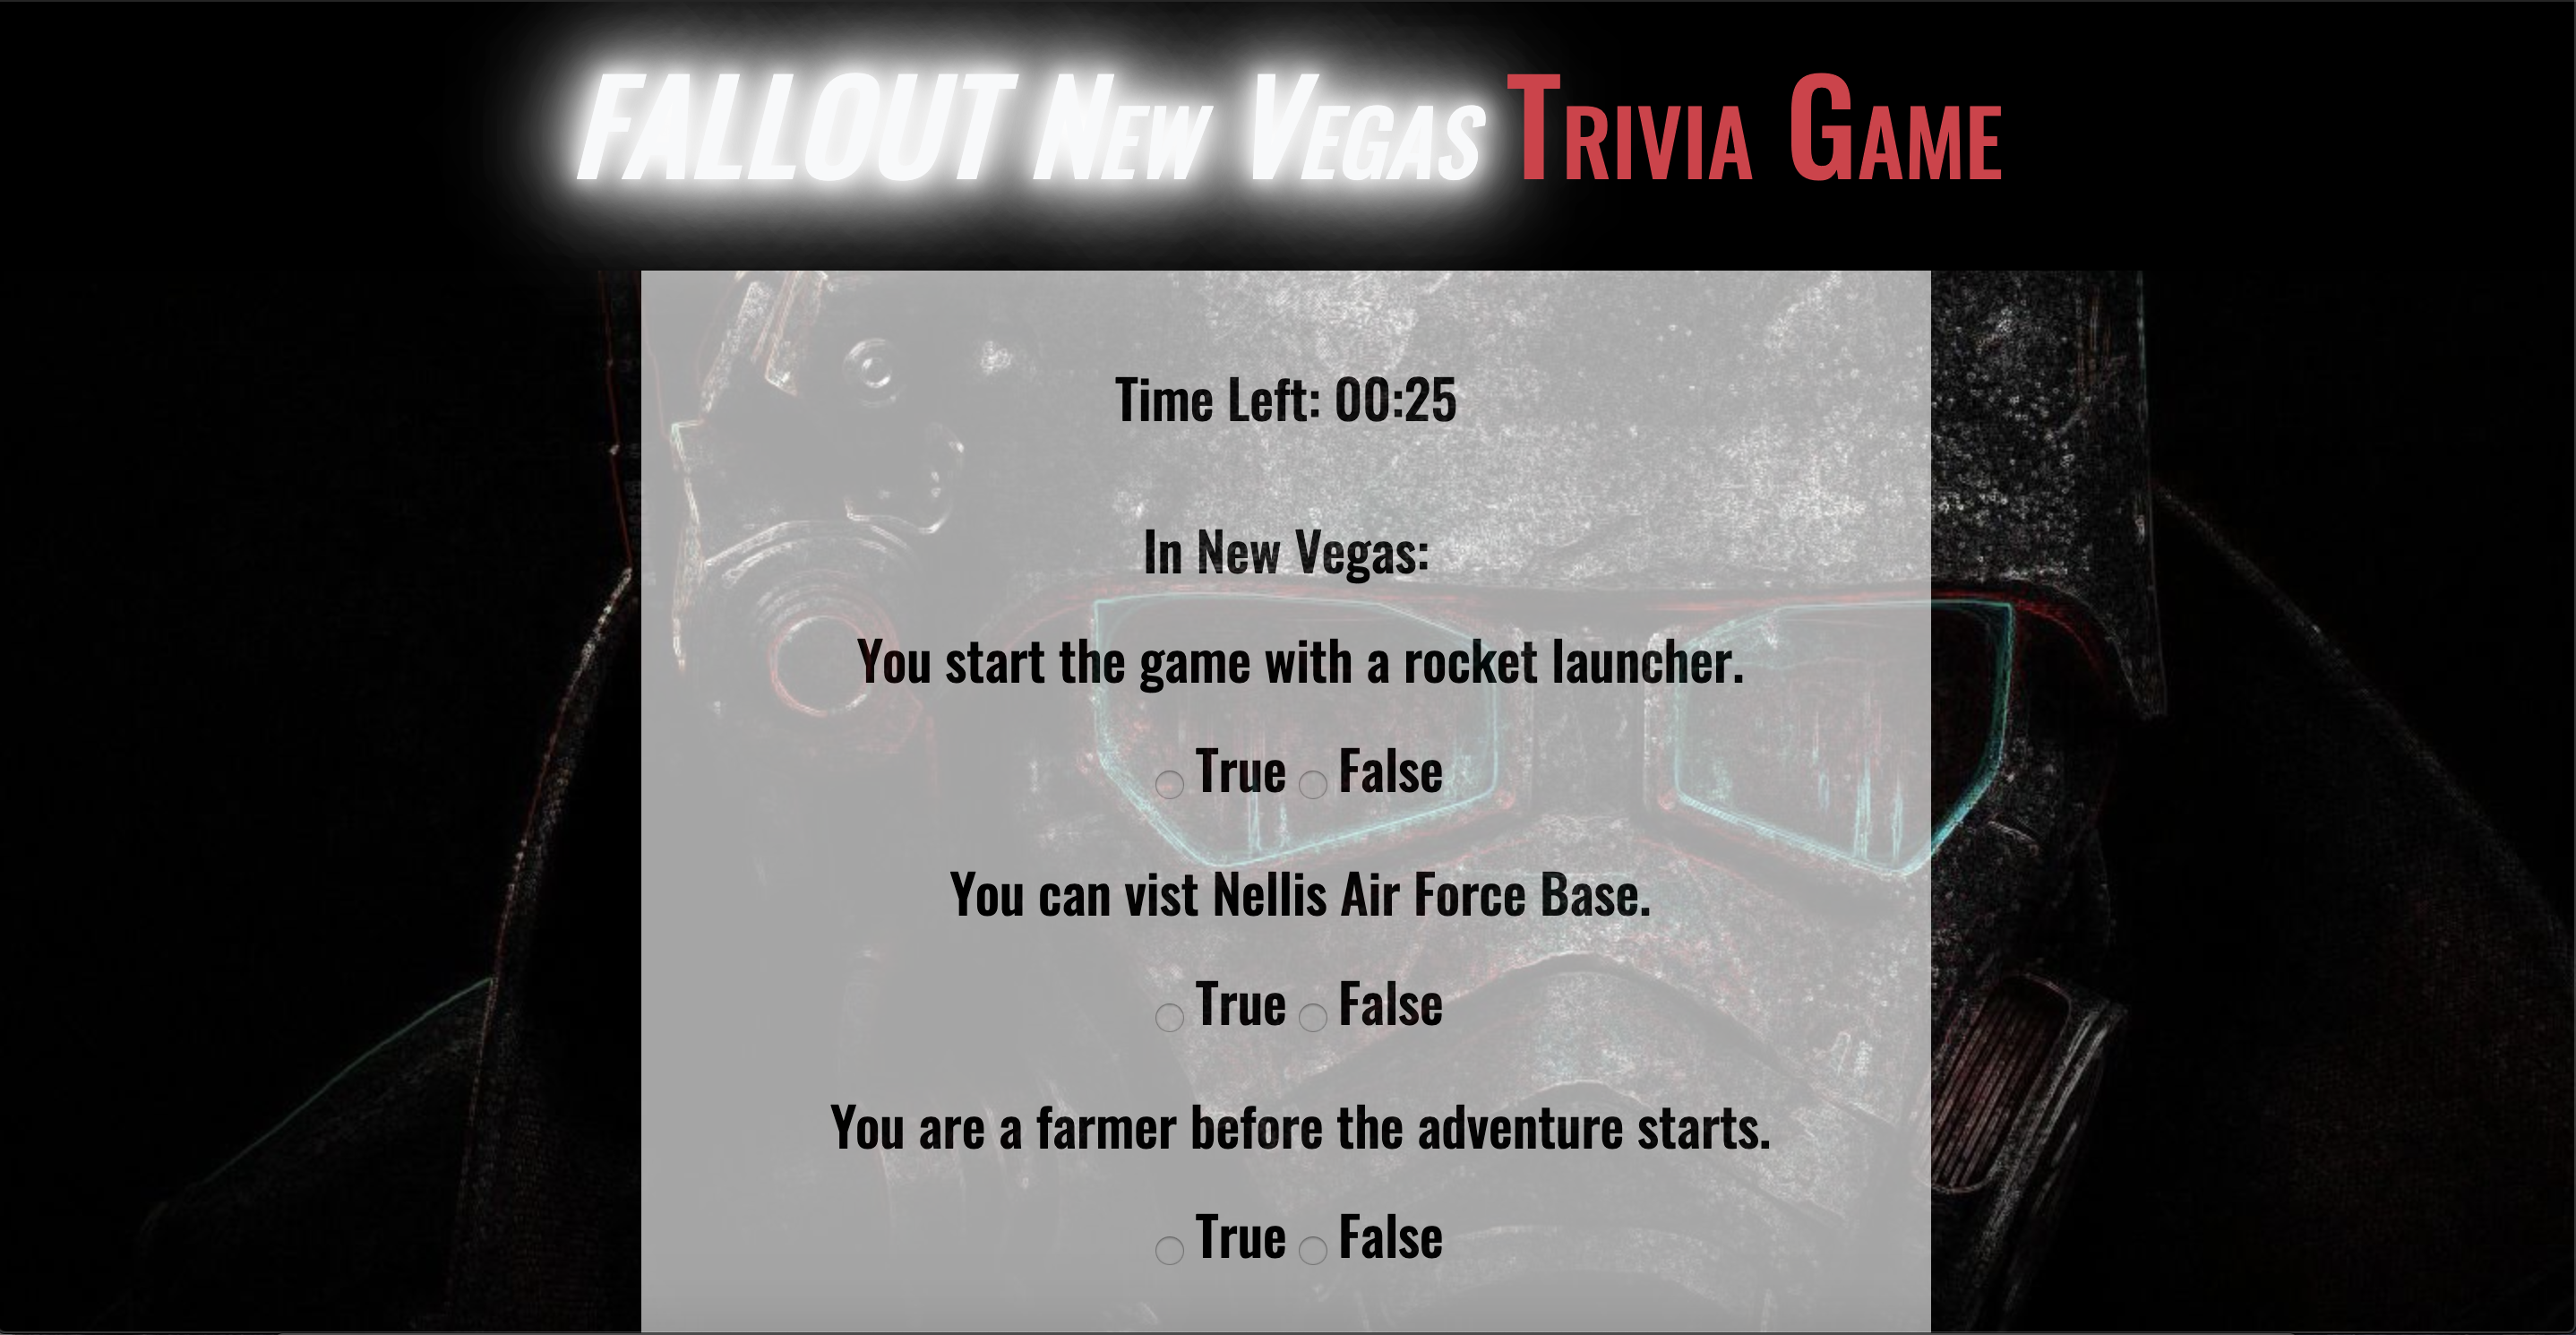 FALLOUT New Vegas Trivia Game
Time Left: 00:25
In New Vegas:
You start the game with a rocket launcher.
True False
You can vist Nellis Air Force Base.
True False
You are a farmer before the adventure starts.
True False